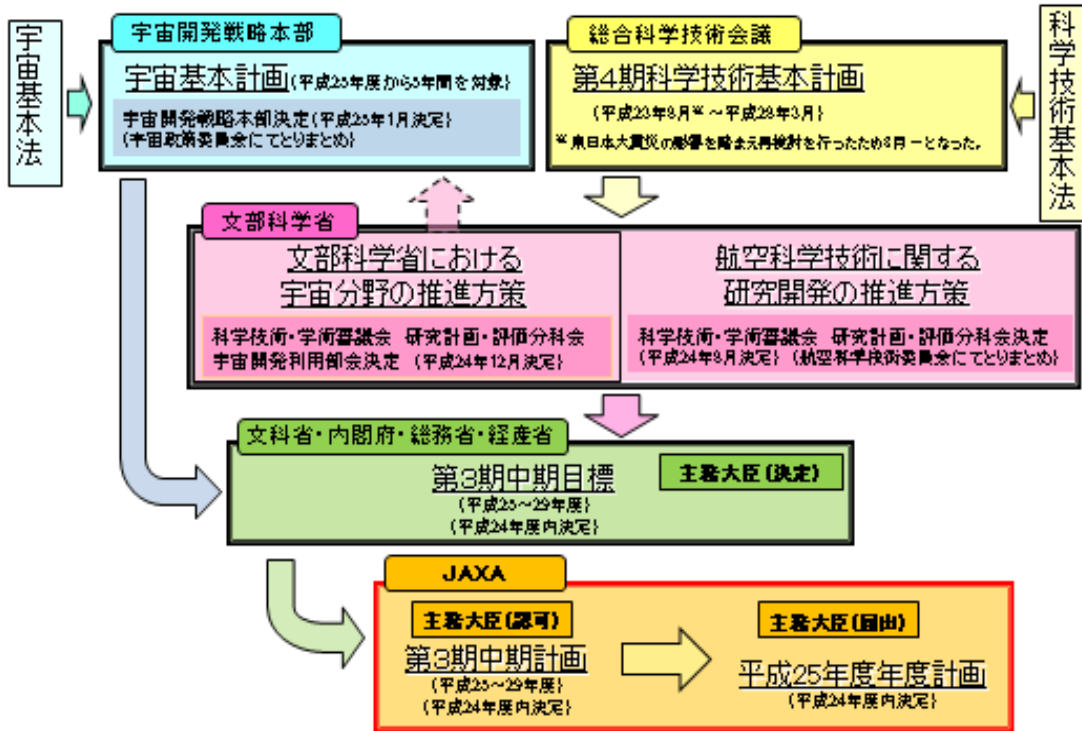 宇宙基本法
宇宙開発戦略本部
宇宙基本計画(平成25年度から5年間を対象)
宇宙開発戦略本部決定(平成25年1月決定)
(宇宙政策委員会にてとりまとめ)
総合科学技術会議
第4期科学技術基本計画
(平成23年8月※～平成28年3月)
※東日本大震災の影響を踏まえ再検討を行ったため8月－となった。
科学技術基本法
文部科学省
文部科学省における
宇宙分野の推進方策
科学技術・学術審議会 研究計画・評価分科会
宇宙開発利用部会決定 (平成24年12月決定)
航空科学技術に関する
研究開発の推進方策
科学技術・学術審議会 研究計画・評価分科会決定
(平成24年8月決定) (航空科学技術委員会にてとりまとめ)
文科省・内閣府・総務省・経産省
第3期中期目標
主務大臣(決定)
(平成25～29年度)
(平成24年度内決定)
JAXA
主務大臣(認可)
第3期中期計画
(平成25～29年度)
(平成24年度内決定)
主務大臣(届出)
平成25年度年度計画
(平成24年度内決定)